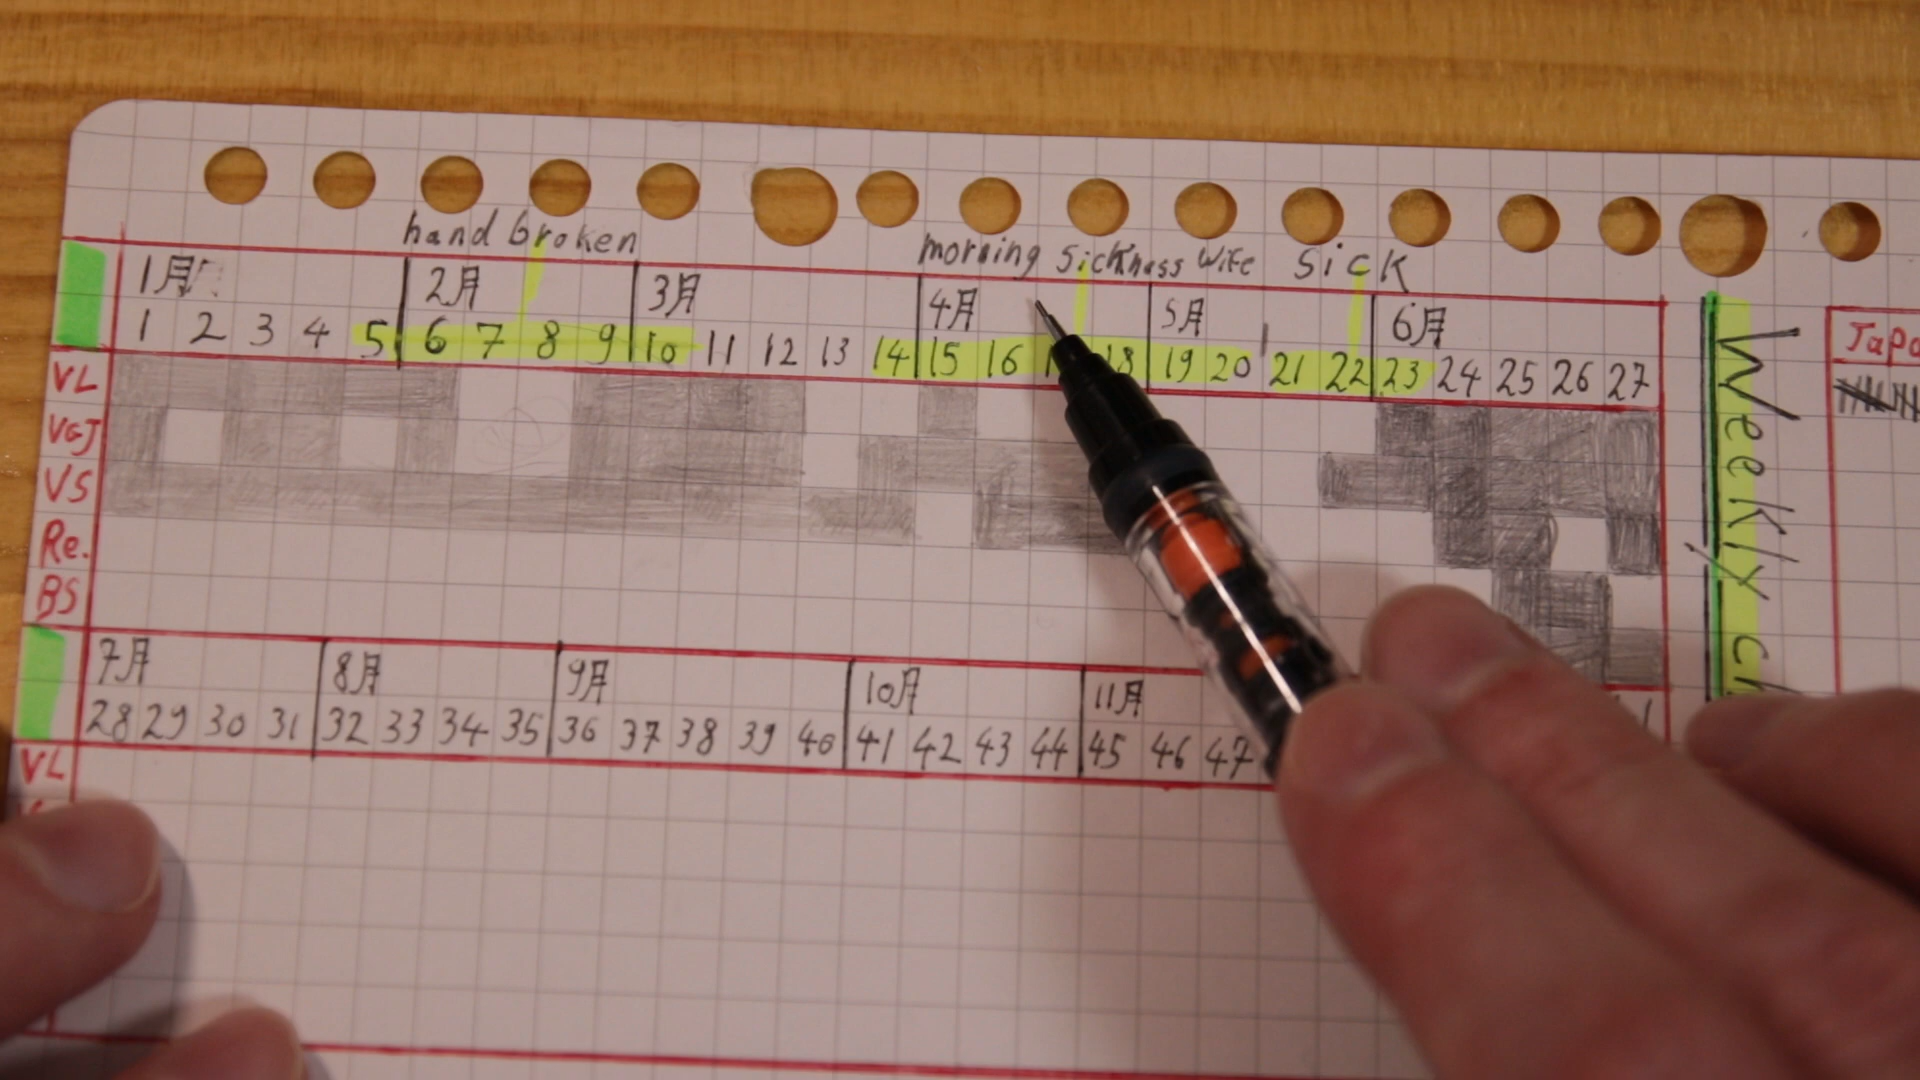 hand broken
morning sickness wife sick
1月 2月 3月 4月 5月 6月
1 2 3 4 5 6 7 8 9 10 11 12 13 14 15 16 18 19 20 21 22 23 24 25 26 27
VL
VGJ
VS
Re.
BS
7月 8月 9月 10月 11月
28 29 30 31 32 33 34 35 36 37 38 39 40 41 42 43 44 45 46 47
VL
Weekly